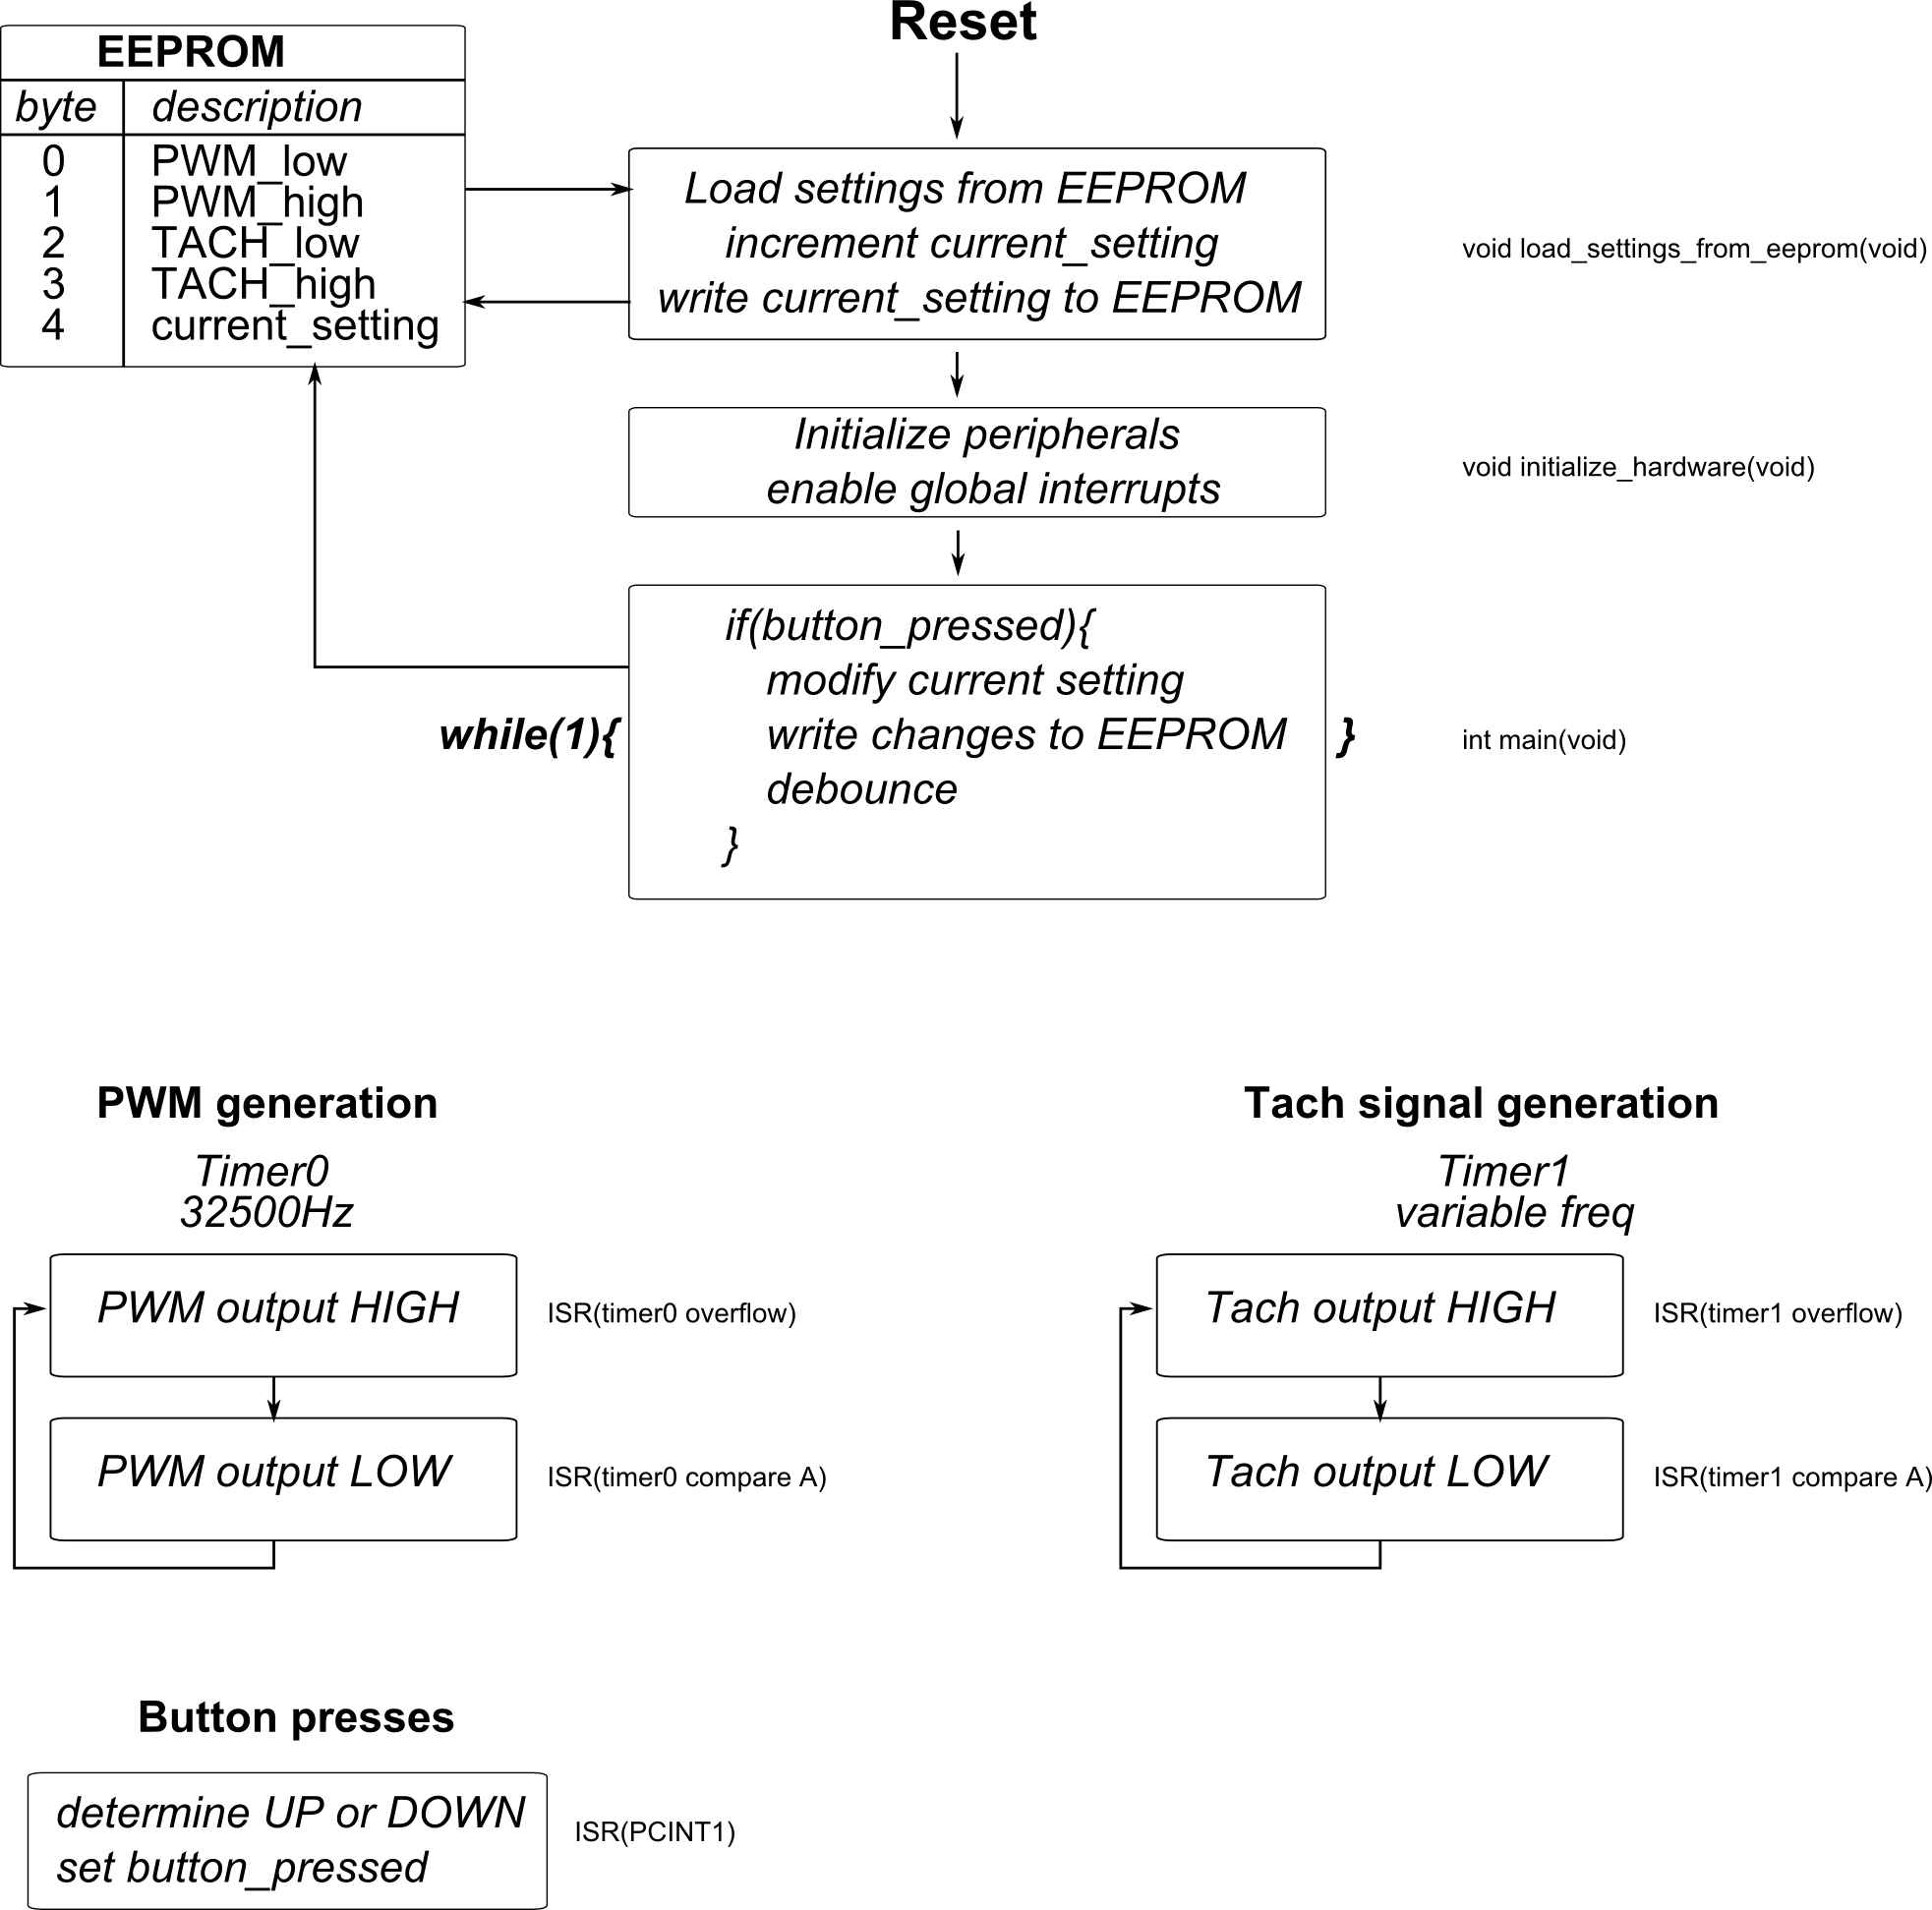 Reset
EEPROM
byte description
0 PWM_low
1 PWM_high
2 TACH_low
3 TACH_high
4 current_setting
Load settings from EEPROM
increment current_setting
write current_setting to EEPROM
void load_settings_from_eeprom(void)
Initialize peripherals
enable global interrupts
void initialize_hardware(void)
while(1){
if(button_pressed){
modify current setting
write changes to EEPROM
debounce
}
}
int main(void)
PWM generation
Timer0
32500Hz
PWM output HIGH
ISR(timer0 overflow)
PWM output LOW
ISR(timer0 compare A)
Tach signal generation
Timer1
variable freq
Tach output HIGH
ISR(timer1 overflow)
Tach output LOW
ISR(timer1 compare A)
Button presses
determine UP or DOWN
set button_pressed
ISR(PCINT1)